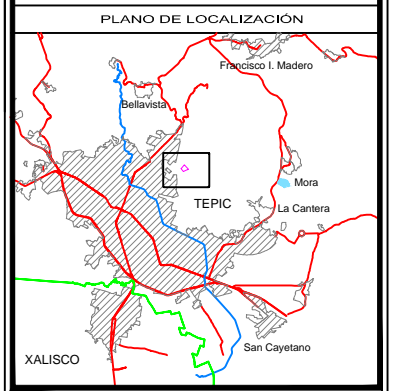 PLANO DE LOCALIZACIÓN
Francisco I. Madero
Bellavista
Mora
TEPIC
La Cantera
San Cayetano
XALISCO